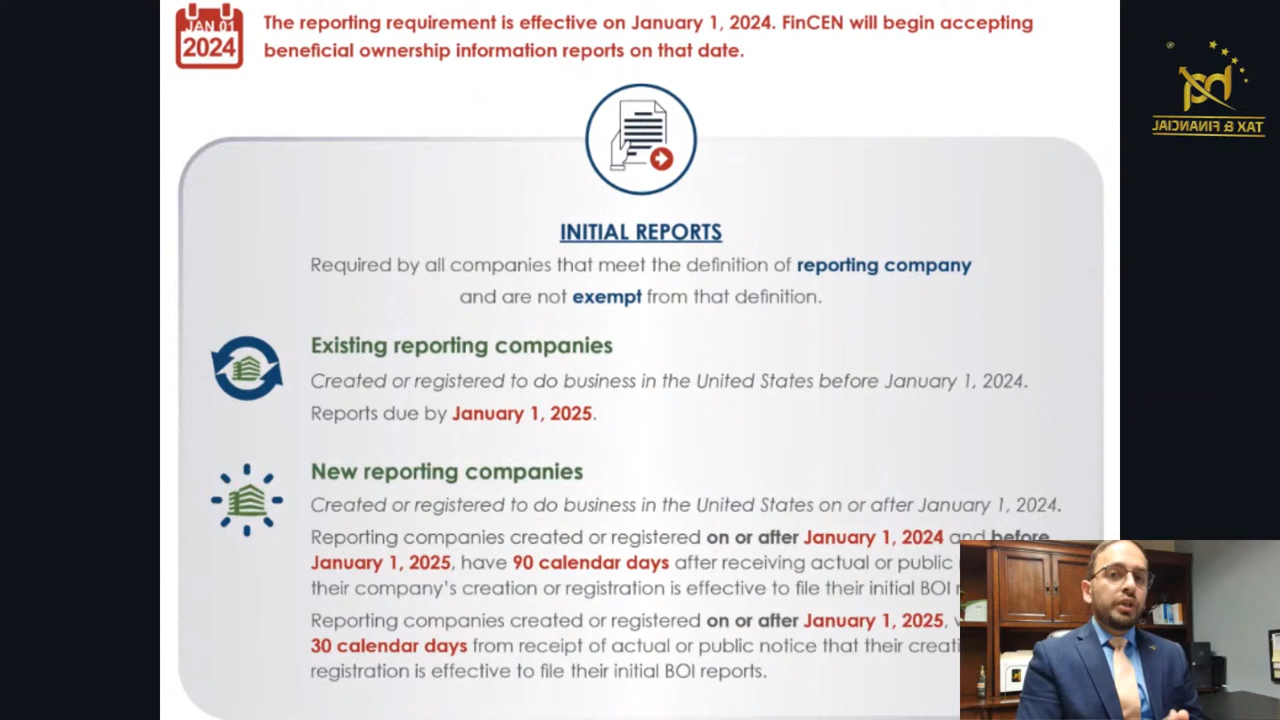 JAN 01
2024
The reporting requirement is effective on January 1, 2024. FinCEN will begin accepting
beneficial ownership information reports on that date.
TAX & FINANCIAL
INITIAL REPORTS
Required by all companies that meet the definition of reporting company
and are not exempt from that definition.
Existing reporting companies
Created or registered to do business in the United States before January 1, 2024.
Reports due by January 1, 2025.
New reporting companies
Created or registered to do business in the United States on or after January 1, 2024.
Reporting companies created or registered on or after January 1, 2024 and before
January 1, 2025, have 90 calendar days after receiving actual or public
their company's creation or registration is effective to file their initial BOI
Reporting companies created or registered on or after January 1, 2025,
30 calendar days from receipt of actual or public notice that their creati
registration is effective to file their initial BOI reports.